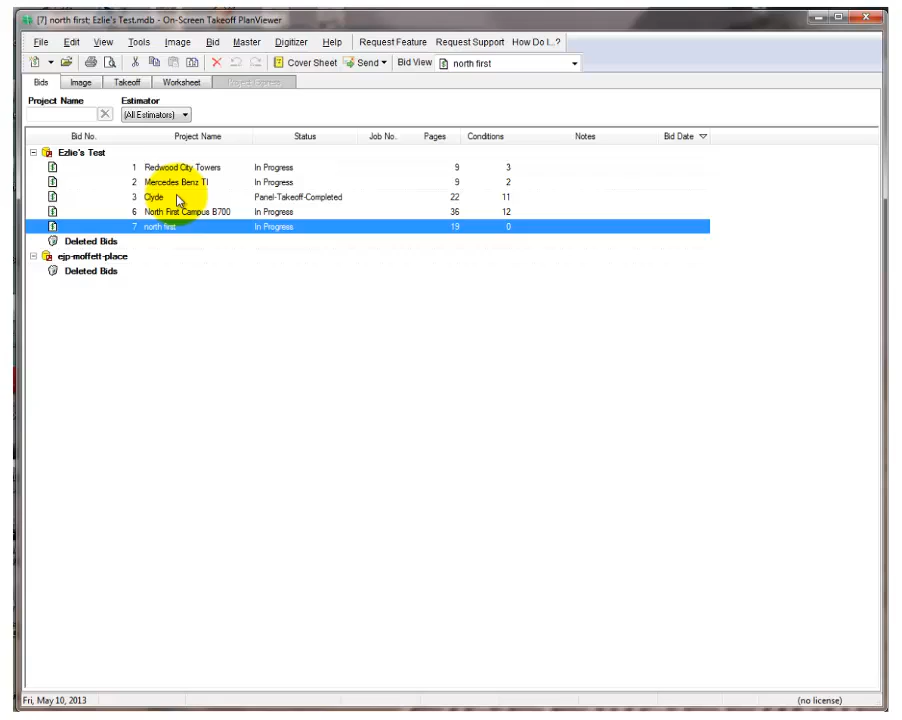 [7] north first; Ezlie's Test.mdb - On-Screen Takeoff PlanViewer
File Edit View Tools Image Bid Master Digitizer Help Request Feature Request Support How Do I...?
Cover Sheet Send Bid View north first
Bids Image Takeoff Worksheet
Project Name Estimator
(All Estimators)
Bid No. Project Name Status Job No. Pages Conditions Notes Bid Date
Ezlie's Test
1 Redwood City Towers In Progress 9 3
2 Mercedes Benz TI In Progress 9 2
3 Clyde Panel-Takeoff-Completed 22 11
6 North First Campus B700 In Progress 36 12
7 north first In Progress 19 0
Deleted Bids
ejp-moffett-place
Deleted Bids
Fri, May 10, 2013 (no license)